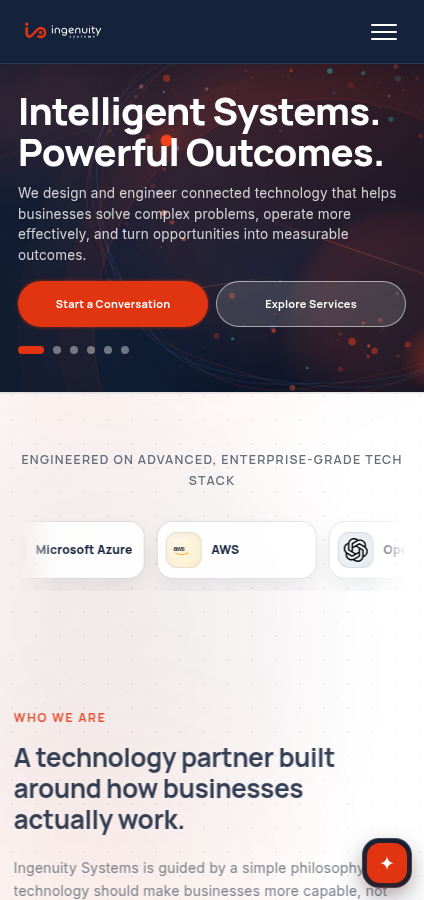 ingenuity
systems
Intelligent Systems.
Powerful Outcomes.
We design and engineer connected technology that helps
businesses solve complex problems, operate more
effectively, and turn opportunities into measurable
outcomes.
Start a Conversation
Explore Services
ENGINEERED ON ADVANCED, ENTERPRISE-GRADE TECH
STACK
Microsoft Azure
aws
AWS
WHO WE ARE
A technology partner built
around how businesses
actually work.
Ingenuity Systems is guided by a simple philosophy
technology should make businesses more capable, not